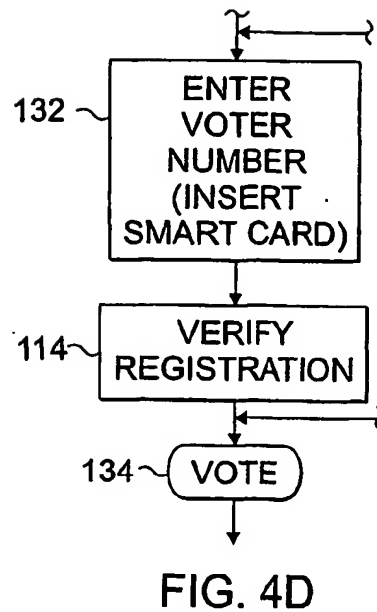 132
ENTER
VOTER
NUMBER
(INSERT
SMART CARD)
114
VERIFY
REGISTRATION
134
VOTE
FIG. 4D